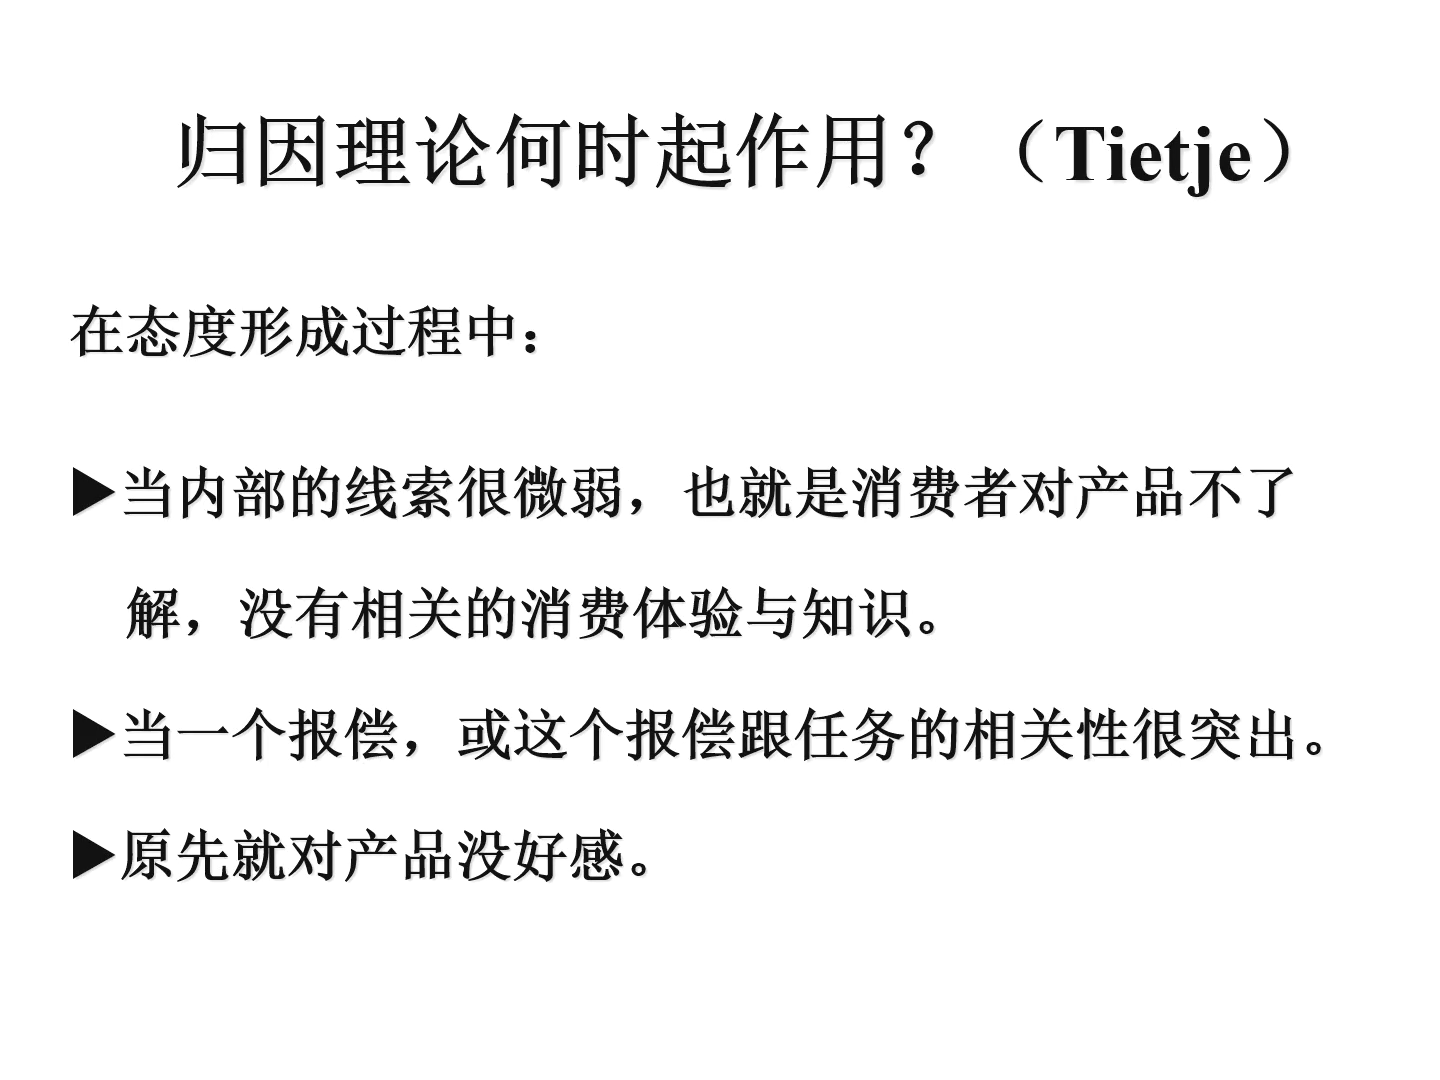 归因理论何时起作用？（Tietje）
在态度形成过程中：
▶当内部的线索很微弱，也就是消费者对产品不了
解，没有相关的消费体验与知识。
▶当一个报偿，或这个报偿跟任务的相关性很突出。
▶原先就对产品没好感。